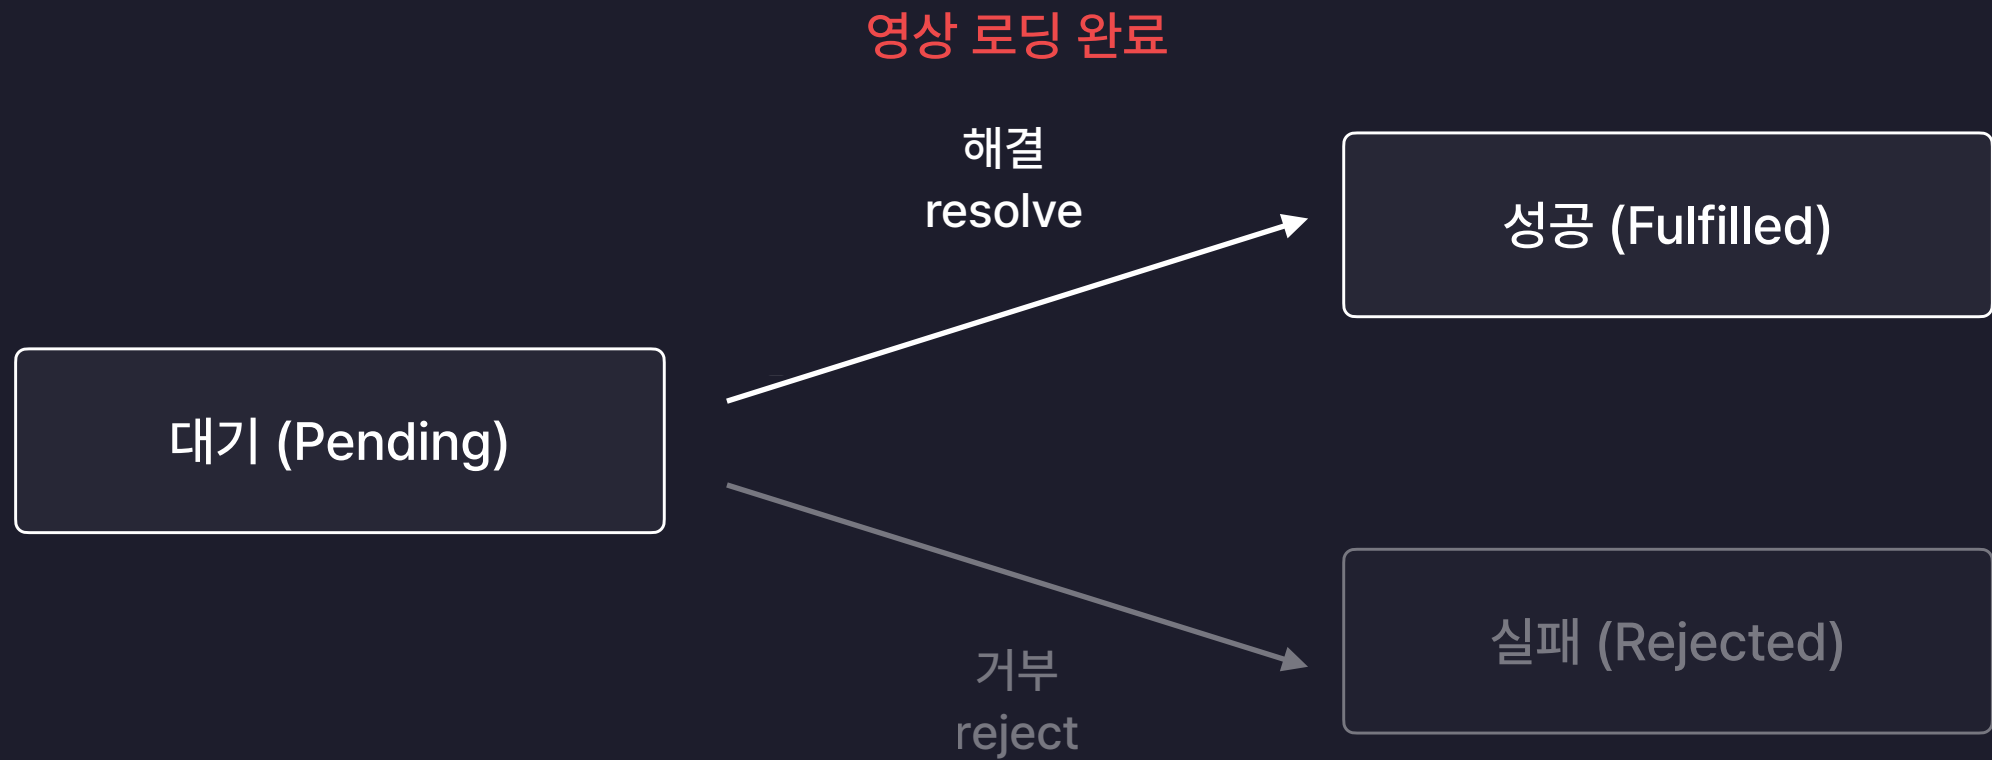 영상 로딩 완료
해결
resolve
성공 (Fulfilled)
대기 (Pending)
실패 (Rejected)
거부
reject